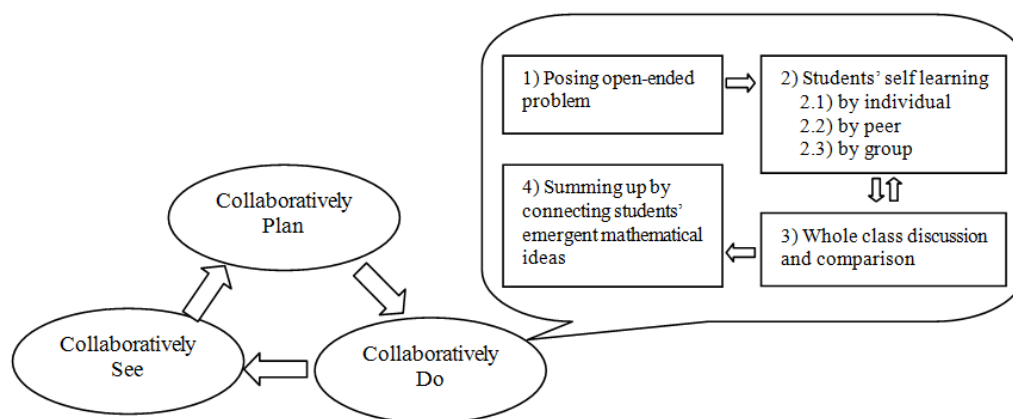 1) Posing open-ended
problem
2) Students’ self learning
2.1) by individual
2.2) by peer
2.3) by group
4) Summing up by
connecting students’
emergent mathematical
ideas
3) Whole class discussion
and comparison
Collaboratively
Plan
Collaboratively
See
Collaboratively
Do